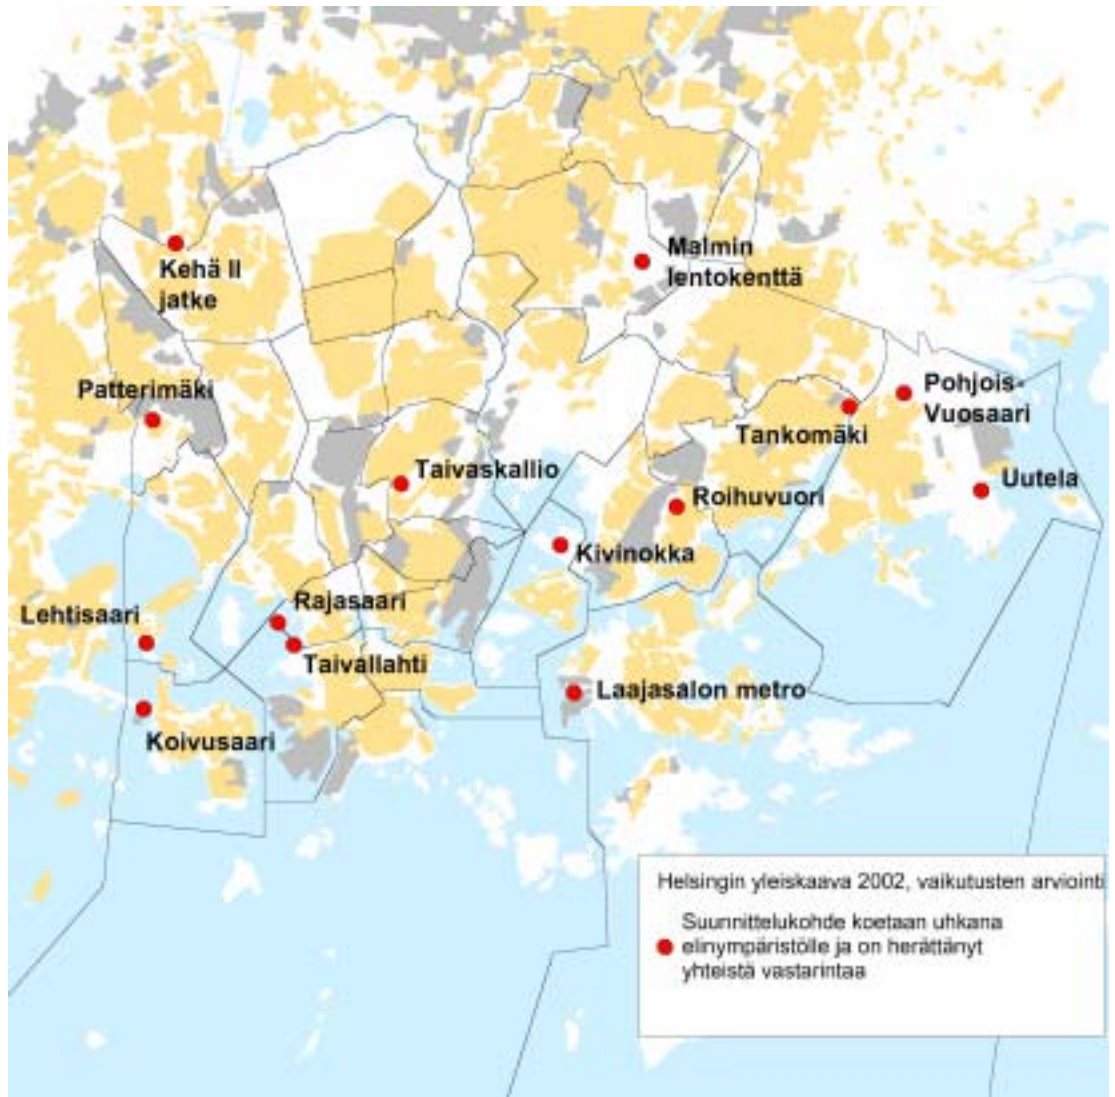 Kehä II
jatke
Malmin
lentokenttä
Patterimäki
Pohjois-
Vuosaari
Tankomäki
Taivaskallio
Uutela
Roihuvuori
Kivinokka
Rajasaari
Lehtisaari
Taivallahti
Laajasalon metro
Koivusaari
Helsingin yleiskaava 2002, vaikutusten arviointi
Suunnittelukohde koetaan uhkana
elinympäristölle ja on herättänyt
yhteistä vastarintaa